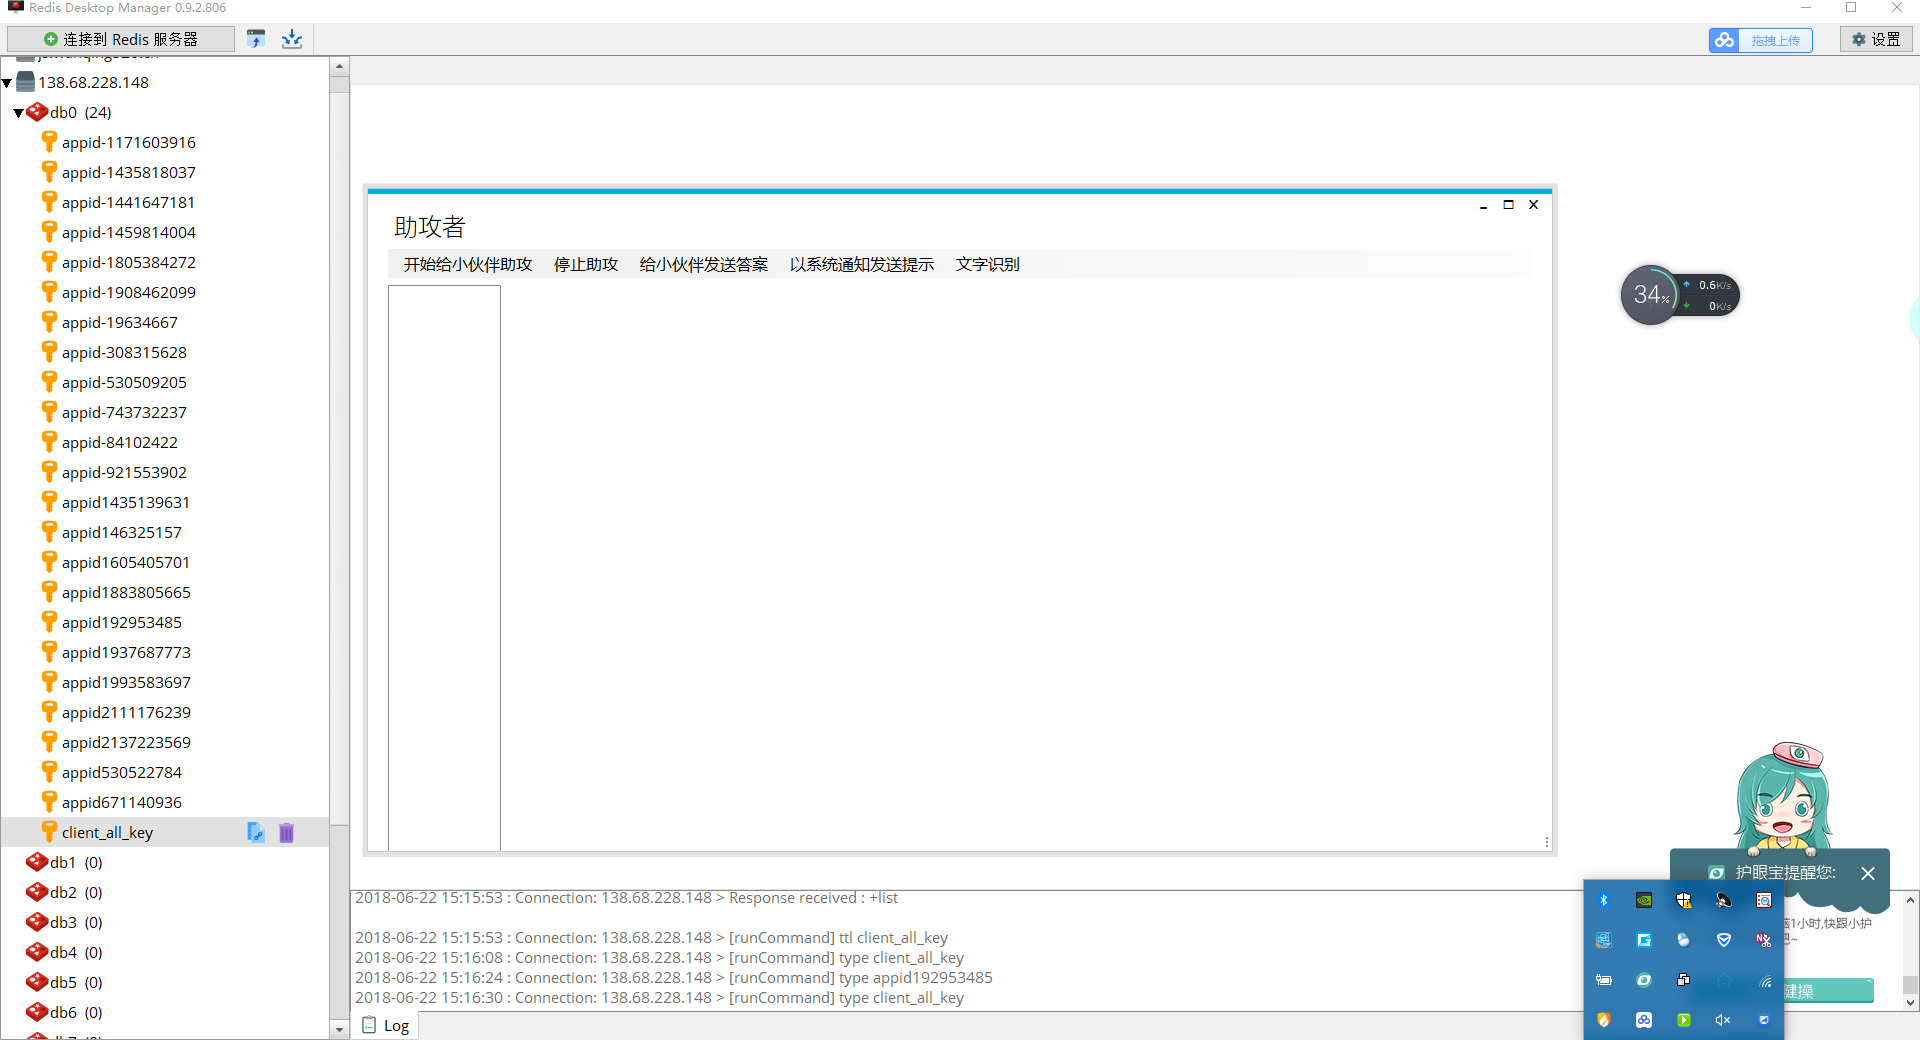 Redis Desktop Manager 0.9.2.806
连接到 Redis 服务器
拖拽上传
设置
138.68.228.148
db0 (24)
appid-1171603916
appid-1435818037
appid-1441647181
appid-1459814004
appid-1805384272
appid-1908462099
appid-19634667
appid-308315628
appid-530509205
appid-743732237
appid-84102422
appid-921553902
appid1435139631
appid146325157
appid1605405701
appid1883805665
appid192953485
appid1937687773
appid1993583697
appid2111176239
appid2137223569
appid530522784
appid671140936
client_all_key
db1 (0)
db2 (0)
db3 (0)
db4 (0)
db5 (0)
db6 (0)
助攻者
开始给小伙伴助攻 停止助攻 给小伙伴发送答案 以系统通知发送提示 文字识别
34%
0.6K/s
0K/s
护眼宝提醒您:
脑1小时,快跟小护
吧~
健操
2018-06-22 15:15:53 : Connection: 138.68.228.148 > Response received : +list
2018-06-22 15:15:53 : Connection: 138.68.228.148 > [runCommand] ttl client_all_key
2018-06-22 15:16:08 : Connection: 138.68.228.148 > [runCommand] type client_all_key
2018-06-22 15:16:24 : Connection: 138.68.228.148 > [runCommand] type appid192953485
2018-06-22 15:16:30 : Connection: 138.68.228.148 > [runCommand] type client_all_key
Log